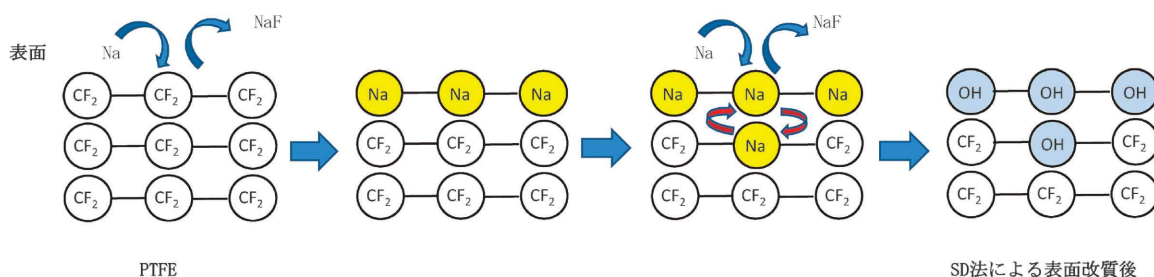 NaF
NaF
Na
Na
表面
CF2 CF2 CF2
Na Na Na
Na Na Na
OH OH OH
CF2 CF2 CF2
CF2 CF2 CF2
CF2 Na CF2
CF2 OH CF2
CF2 CF2 CF2
CF2 CF2 CF2
CF2 CF2 CF2
CF2 CF2 CF2
PTFE
SD法による表面改質後